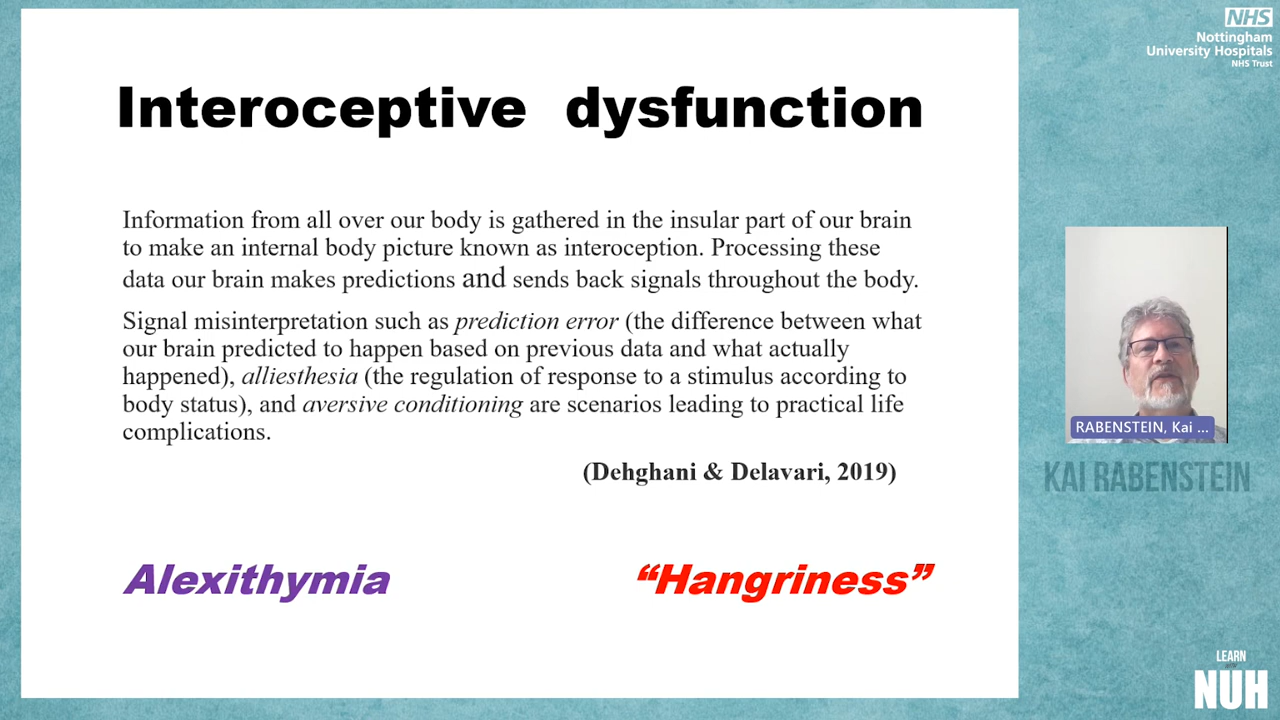 Interoceptive dysfunction
Information from all over our body is gathered in the insular part of our brain
to make an internal body picture known as interoception. Processing these
data our brain makes predictions and sends back signals throughout the body.
Signal misinterpretation such as prediction error (the difference between what
our brain predicted to happen based on previous data and what actually
happened), alliesthesia (the regulation of response to a stimulus according to
body status), and aversive conditioning are scenarios leading to practical life
complications.
(Dehghani & Delavari, 2019)
Alexithymia
“Hangriness”
NHS
Nottingham
University Hospitals
NHS Trust
RABENSTEIN, Kai ...
KAI RABENSTEIN
LEARN
NUH